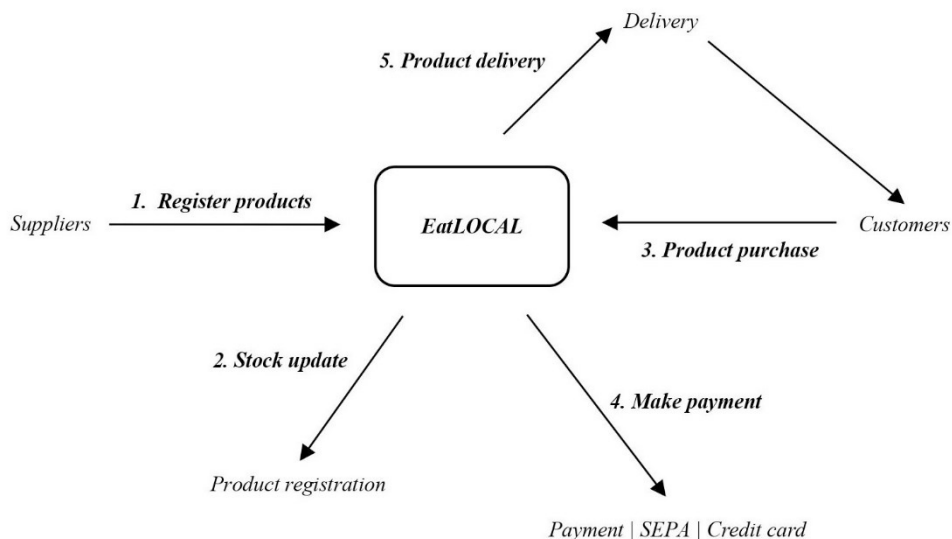 Delivery
5. Product delivery
1. Register products
Suppliers
EatLOCAL
Customers
3. Product purchase
2. Stock update
4. Make payment
Product registration
Payment | SEPA | Credit card